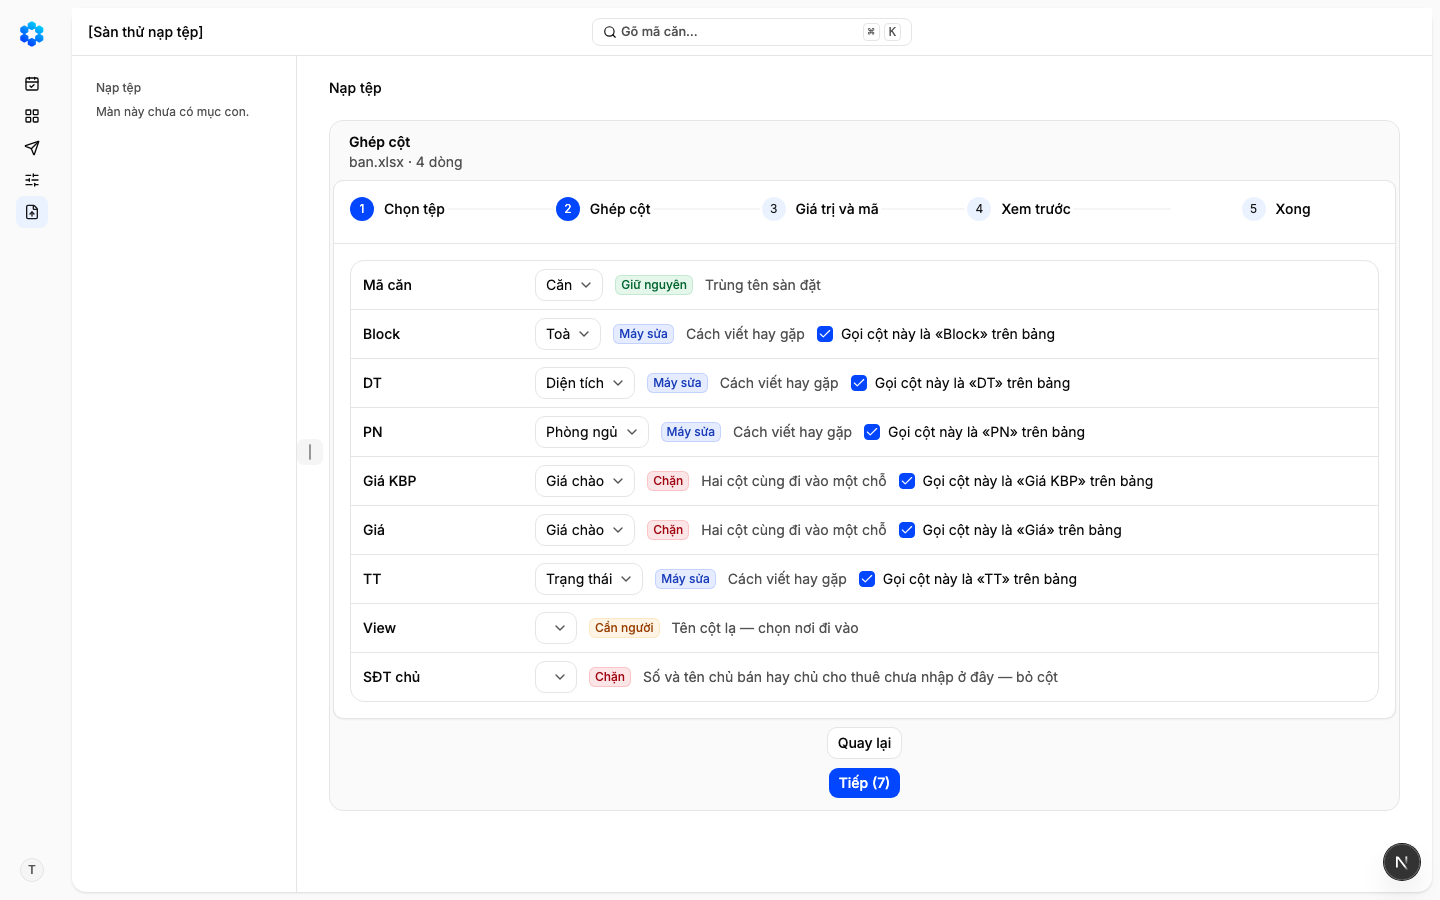 [Sàn thử nạp tệp]
Gõ mã căn...
⌘ K
Nạp tệp
Màn này chưa có mục con.
Nạp tệp
Ghép cột
ban.xlsx · 4 dòng
1 Chọn tệp
2 Ghép cột
3 Giá trị và mã
4 Xem trước
5 Xong
Mã căn Căn Giữ nguyên Trùng tên sàn đặt
Block Toà Máy sửa Cách viết hay gặp Gọi cột này là «Block» trên bảng
DT Diện tích Máy sửa Cách viết hay gặp Gọi cột này là «DT» trên bảng
PN Phòng ngủ Máy sửa Cách viết hay gặp Gọi cột này là «PN» trên bảng
Giá KBP Giá chào Chặn Hai cột cùng đi vào một chỗ Gọi cột này là «Giá KBP» trên bảng
Giá Giá chào Chặn Hai cột cùng đi vào một chỗ Gọi cột này là «Giá» trên bảng
TT Trạng thái Máy sửa Cách viết hay gặp Gọi cột này là «TT» trên bảng
View Cần người Tên cột lạ — chọn nơi đi vào
SĐT chủ Chặn Số và tên chủ bán hay chủ cho thuê chưa nhập ở đây — bỏ cột
Quay lại
Tiếp (7)
T
N